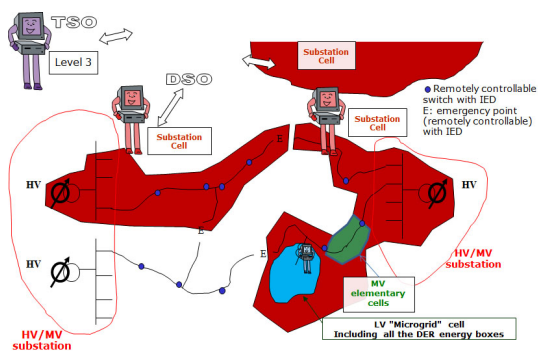 TSO
Level 3
DSO
Substation
Cell
Remotely controllable
switch with IED
E: emergency point
(remotely controllable)
with IED
Substation
Cell
Substation
Cell
E
HV
HV
E
HV
E
HV/MV
substation
MV
elementary
cells
HV/MV
substation
LV "Microgrid" cell
Including all the DER energy boxes